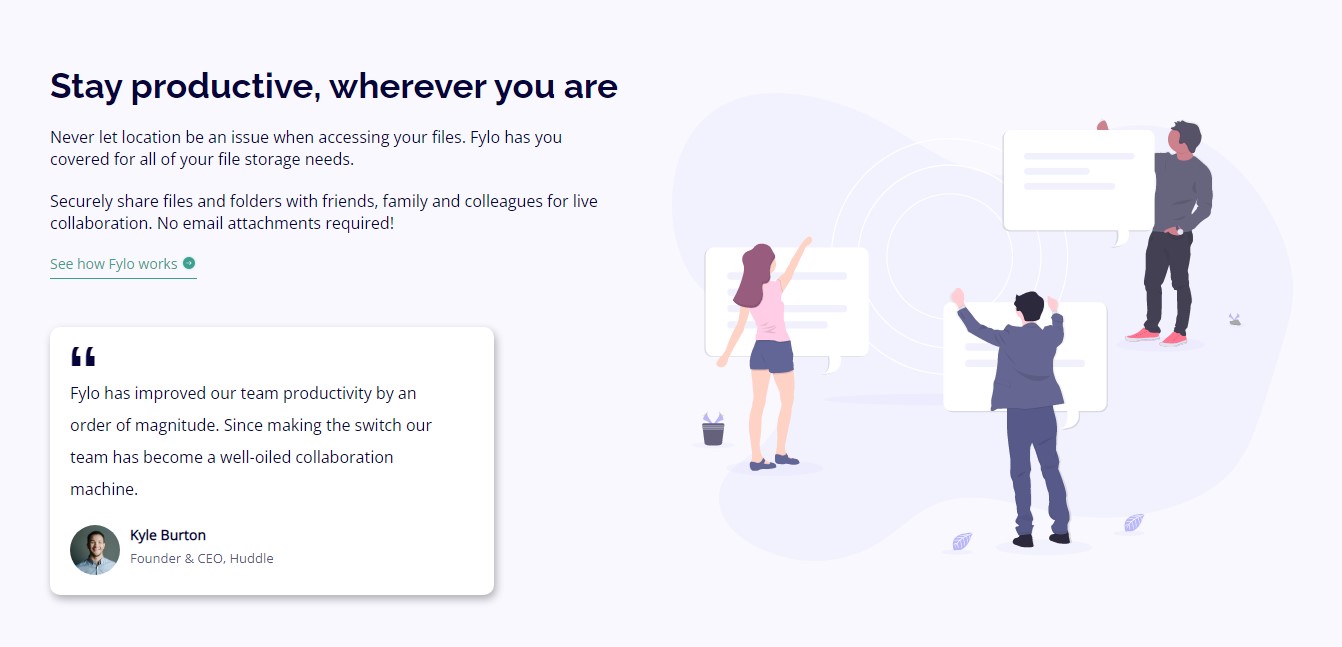 Stay productive, wherever you are
Never let location be an issue when accessing your files. Fylo has you
covered for all of your file storage needs.
Securely share files and folders with friends, family and colleagues for live
collaboration. No email attachments required!
See how Fylo works
Fylo has improved our team productivity by an
order of magnitude. Since making the switch our
team has become a well-oiled collaboration
machine.
Kyle Burton
Founder & CEO, Huddle